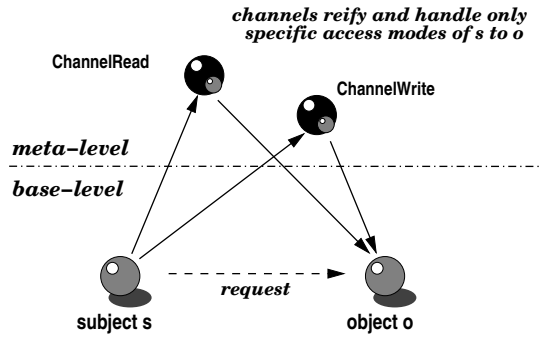 channels reify and handle only
specific access modes of s to o
ChannelRead
ChannelWrite
meta-level
base-level
request
subject s
object o